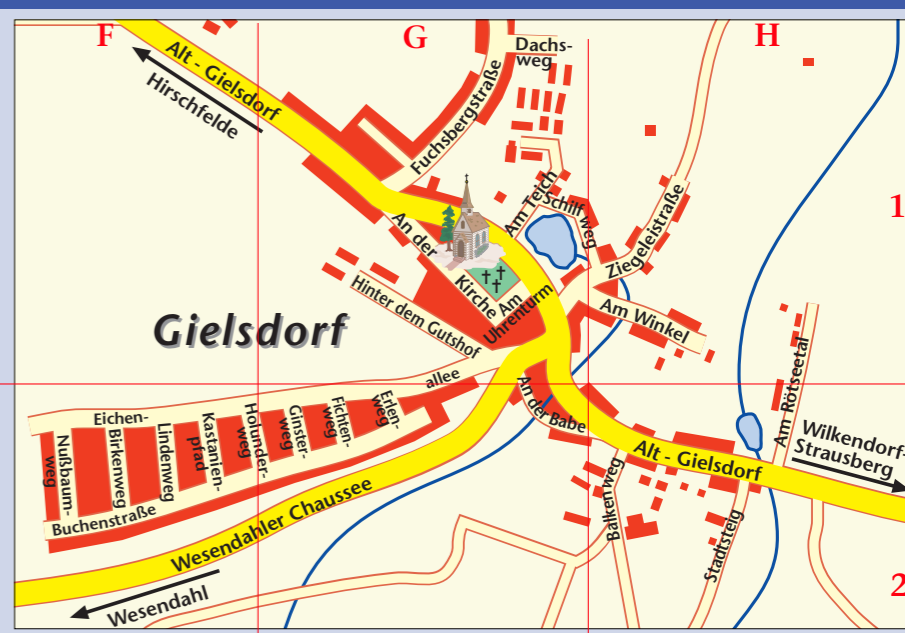 F
G
H
Dachs-
weg
Alt - Gielsdorf
Hirschfelde
Fuchsbergstraße
Am Teich
Schilfweg
1
An der
Kirche
Am
Uhrenturm
Ziegeleistraße
Hinter dem Gutshof
Am Winkel
Gielsdorf
allee
Eichen-
An der Babe
Am Rötseetal
Nußbaum-
weg
Birkenweg
Lindenweg
Kastanien-
pfad
Holunder-
weg
Ginster-
weg
Fichten-
weg
Erlen-
weg
Alt - Gielsdorf
Wilkendorf-
Strausberg
Buchenstraße
Wesendahler Chaussee
Balkenweg
Stadtsteig
Wesendahl
2